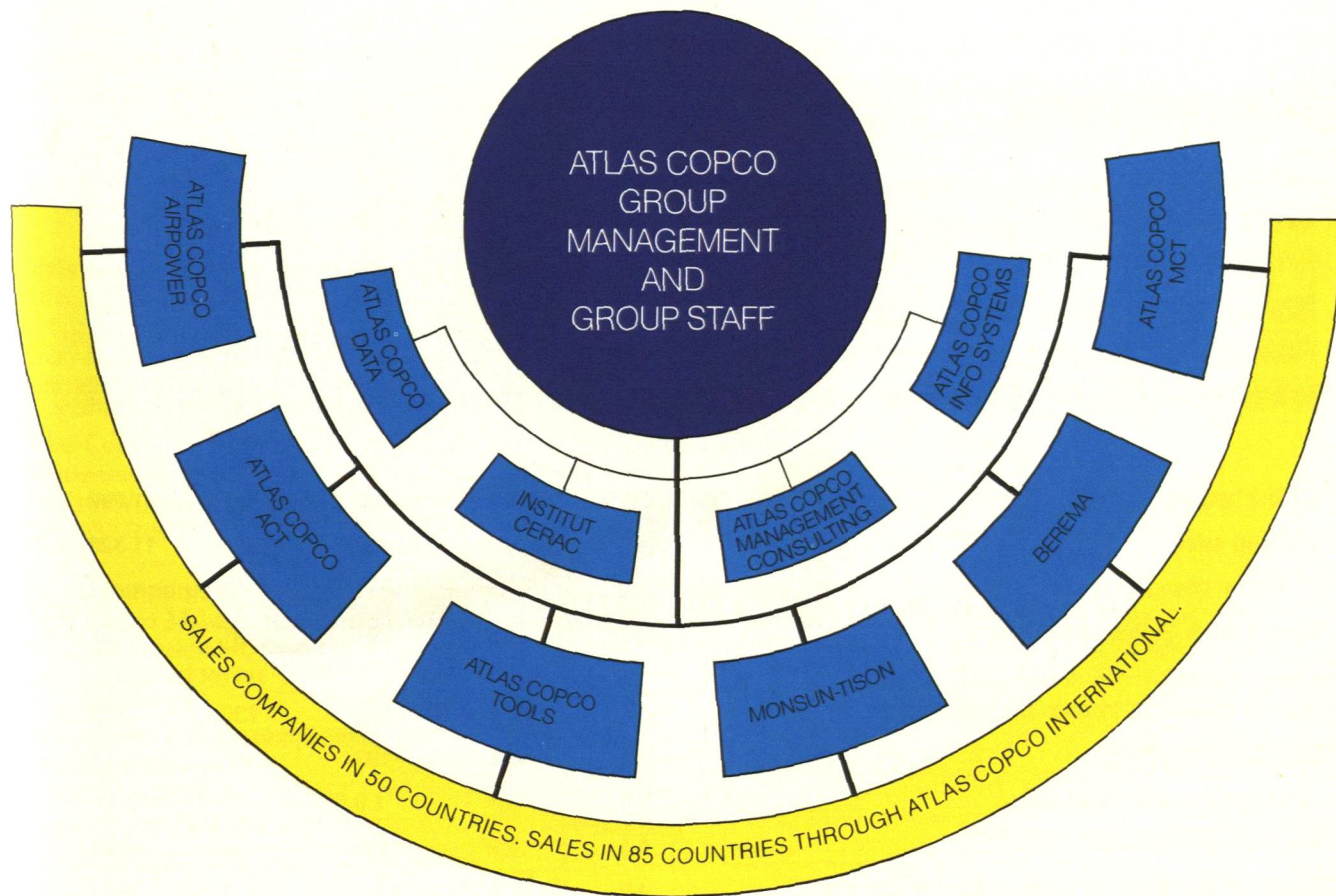 ATLAS COPCO
GROUP
MANAGEMENT
AND
GROUP STAFF
ATLAS COPCO
AIRPOWER
ATLAS COPCO
DATA
ATLAS COPCO
INFO SYSTEMS
ATLAS COPCO
MCT
ATLAS COPCO
ACT
INSTITUT
CERAC
ATLAS COPCO
MANAGEMENT
CONSULTING
BEREMA
ATLAS COPCO
TOOLS
MONSUN-TISON
SALES COMPANIES IN 50 COUNTRIES. SALES IN 85 COUNTRIES THROUGH ATLAS COPCO INTERNATIONAL.